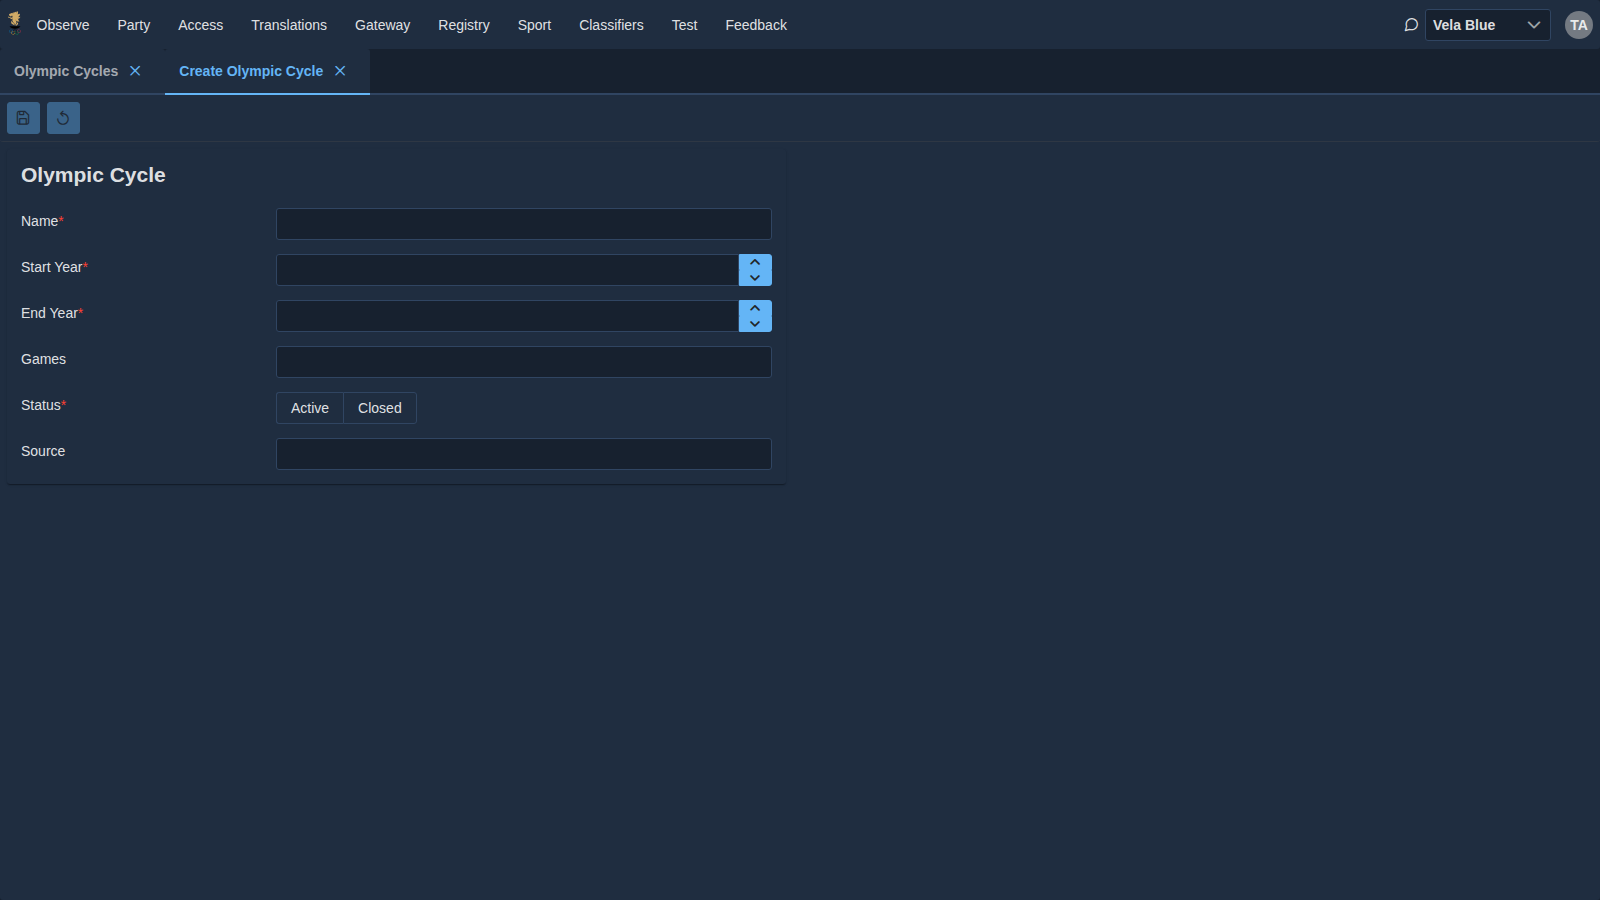 Observe Party Access Translations Gateway Registry Sport Classifiers Test Feedback Vela Blue TA
Olympic Cycles Create Olympic Cycle
Olympic Cycle
Name*
Start Year*
End Year*
Games
Status* Active Closed
Source